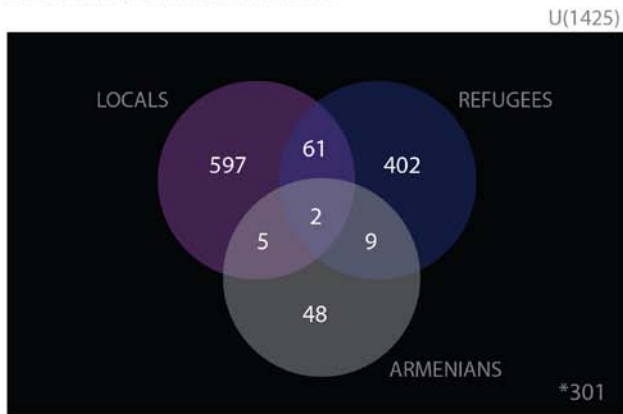 U(1425)
LOCALS
REFUGEES
597
61
402
2
5
9
48
ARMENIANS
*301